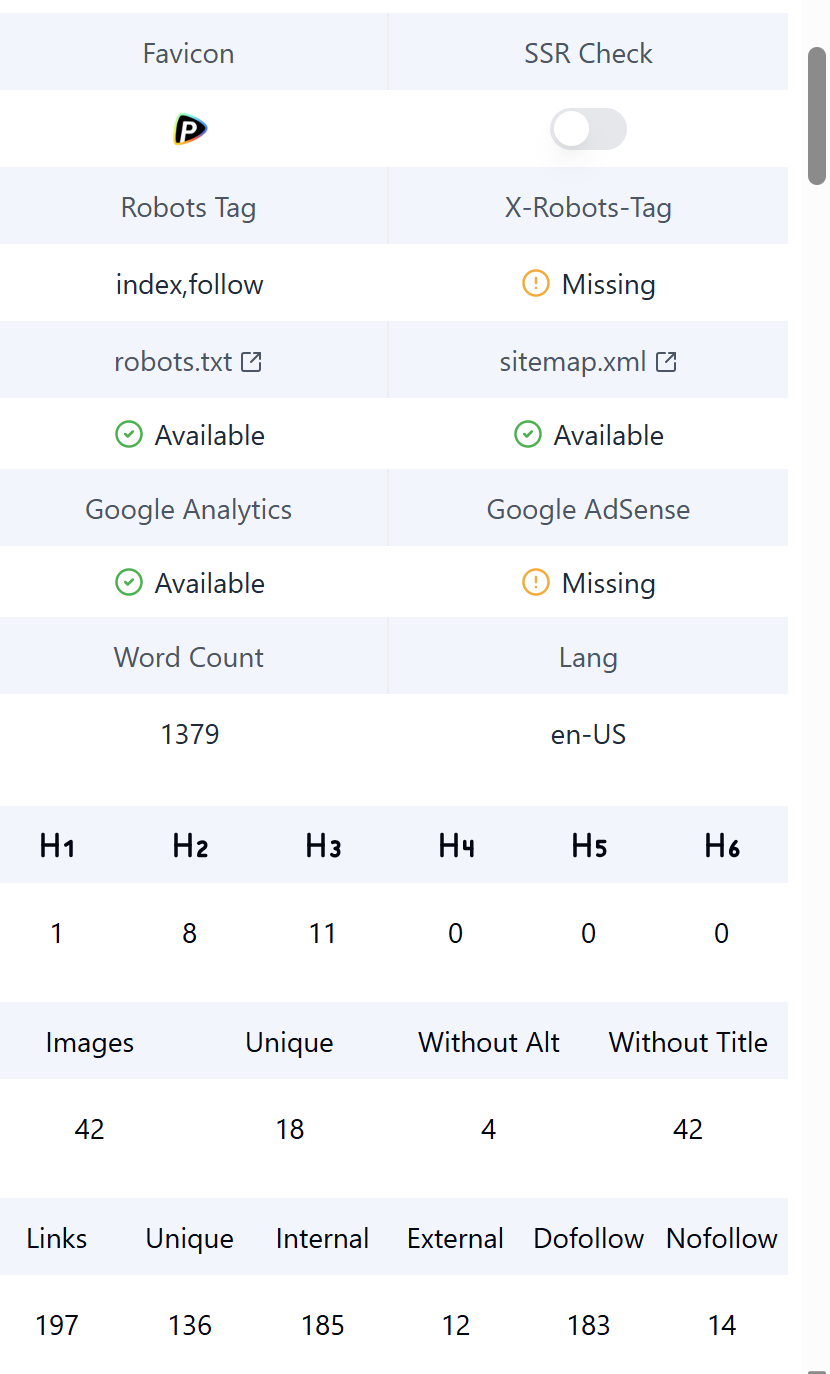 Favicon SSR Check
P
Robots Tag X-Robots-Tag
index,follow Missing
robots.txt sitemap.xml
Available Available
Google Analytics Google AdSense
Available Missing
Word Count Lang
1379 en-US
H1 H2 H3 H4 H5 H6
1 8 11 0 0 0
Images Unique Without Alt Without Title
42 18 4 42
Links Unique Internal External Dofollow Nofollow
197 136 185 12 183 14